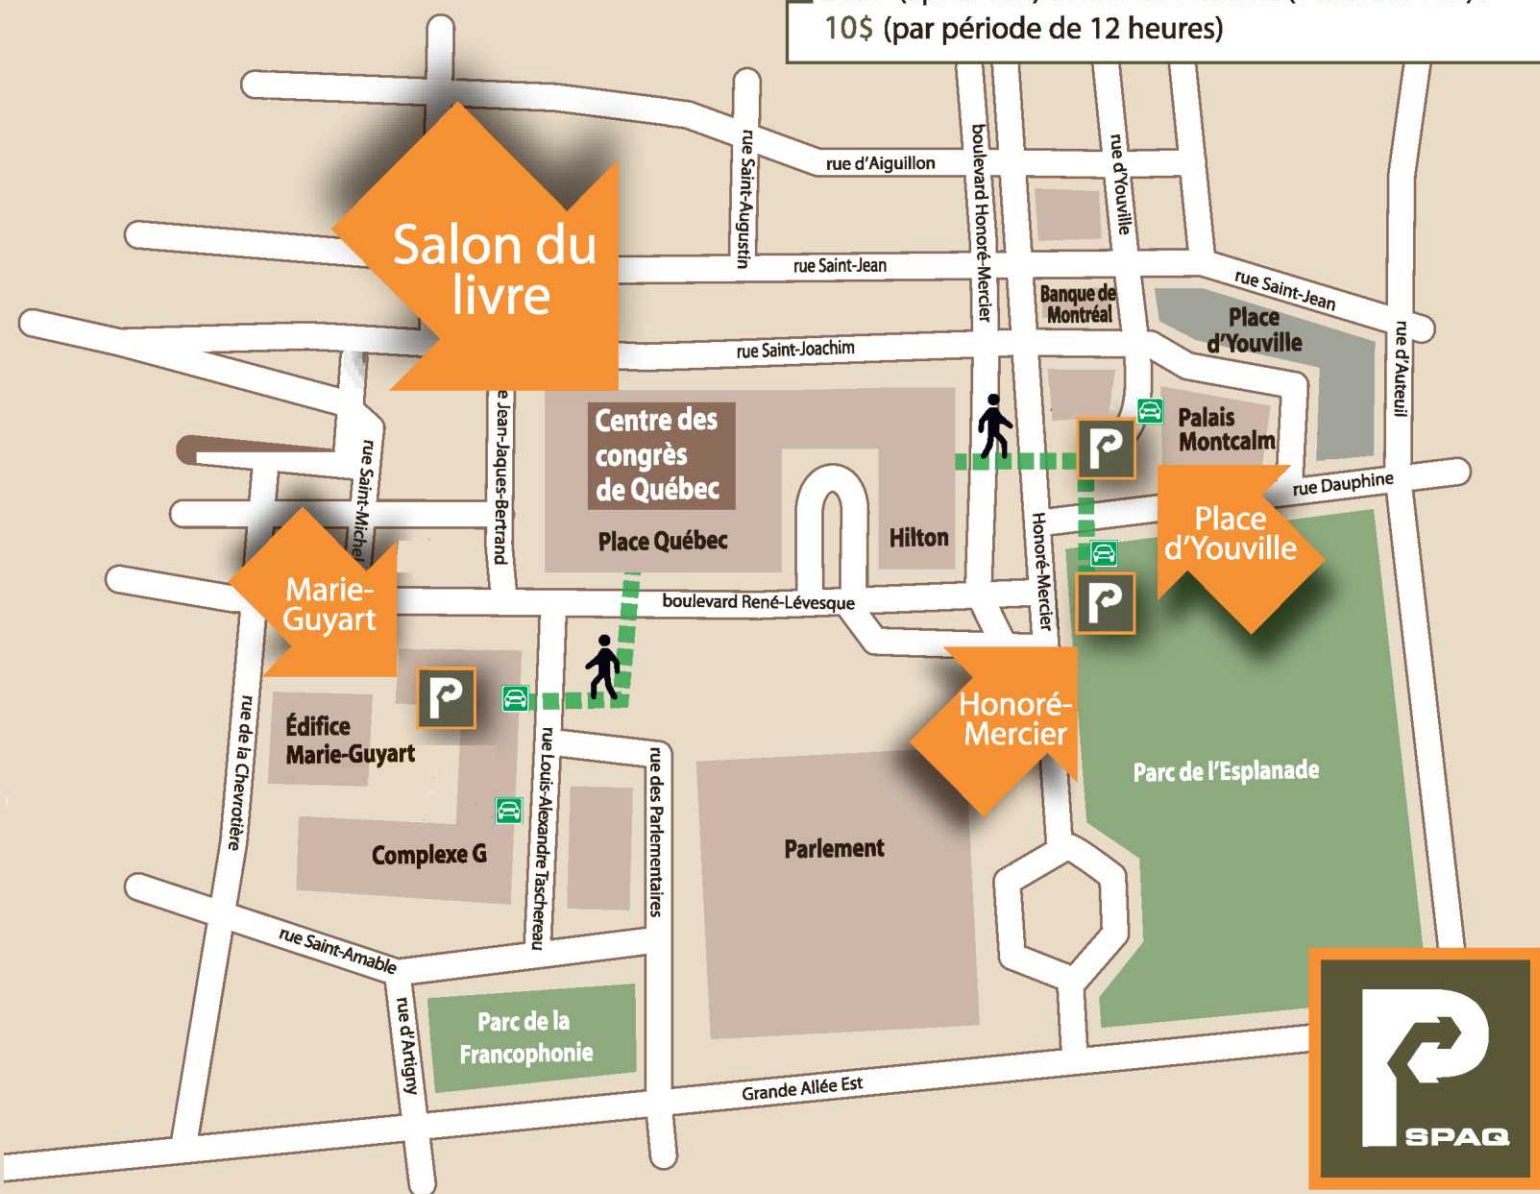 10$ (par période de 12 heures)
rue Saint-Augustin
rue d'Aiguillon
boulevard Honoré-Mercier
rue d'Youville
Salon du
livre
rue Saint-Jean
rue Saint-Jean
Banque de
Montréal
Place
d'Youville
rue d'Auteuil
rue Saint-Joachim
e Jean-Jaques-Bertrand
Centre des
congrès
de Québec
Place Québec
Hilton
Palais
Montcalm
rue Saint-Michel
rue Dauphine
Place
d'Youville
Honoré-Mercier
Marie-
Guyart
boulevard René-Lévesque
P
P
P
Honoré-
Mercier
Édifice
Marie-Guyart
rue de la Chevrotière
rue Louis-Alexandre Taschereau
rue des Parlementaires
Parc de l'Esplanade
Complexe G
Parlement
rue Saint-Amable
rue d'Artigny
Parc de la
Francophonie
Grande Allée Est
P
SPAQ